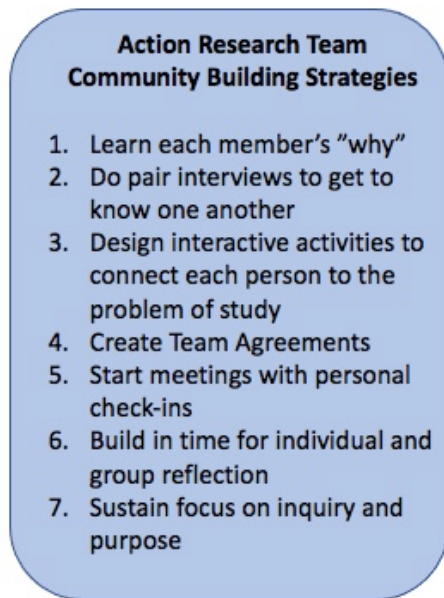 Action Research Team
Community Building Strategies
1. Learn each member's "why"
2. Do pair interviews to get to
know one another
3. Design interactive activities to
connect each person to the
problem of study
4. Create Team Agreements
5. Start meetings with personal
check-ins
6. Build in time for individual and
group reflection
7. Sustain focus on inquiry and
purpose